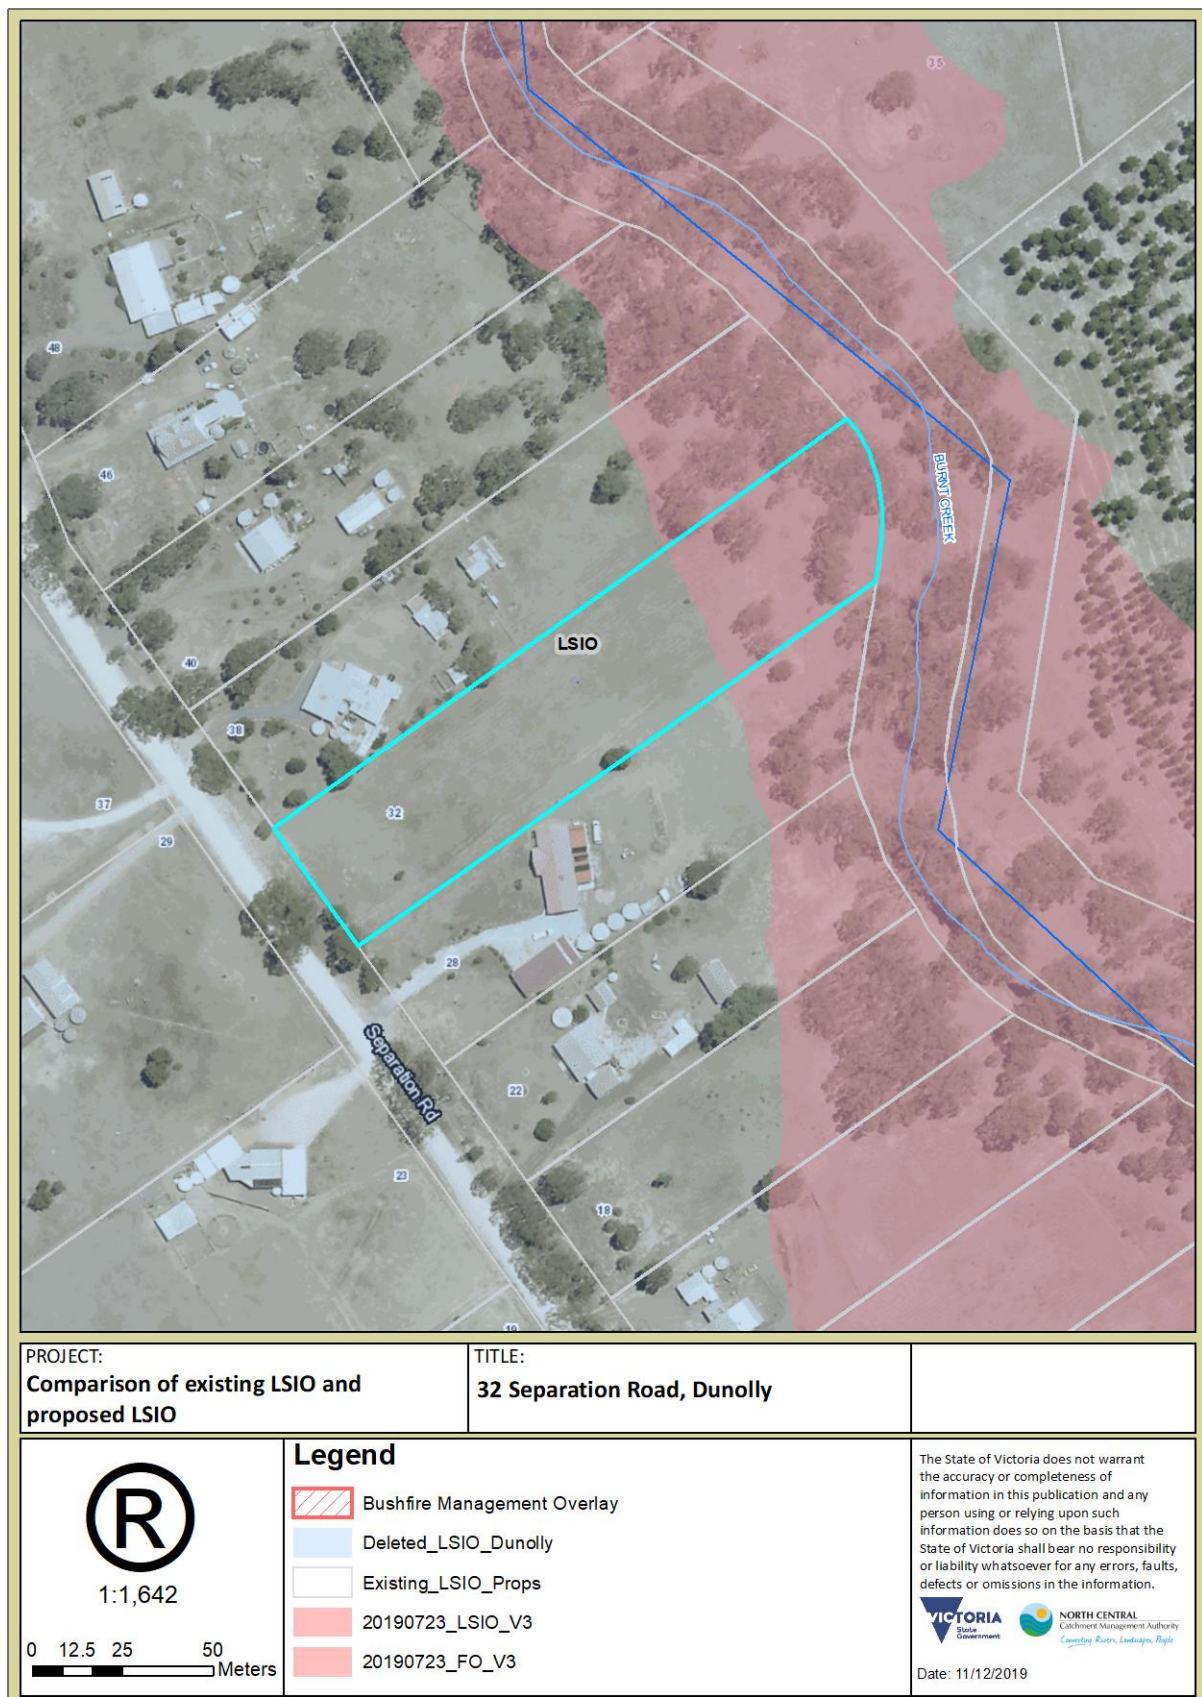 35
48
46
BURNT CREEK
LSIO
40
38
32
37
29
28
Separation Rd
22
23
18
19
PROJECT:
Comparison of existing LSIO and
proposed LSIO
TITLE:
32 Separation Road, Dunolly
R
1:1,642
0 12.5 25 50
Meters
Legend
Bushfire Management Overlay
Deleted_LSIO_Dunolly
Existing_LSIO_Props
20190723_LSIO_V3
20190723_FO_V3
The State of Victoria does not warrant
the accuracy or completeness of
information in this publication and any
person using or relying upon such
information does so on the basis that the
State of Victoria shall bear no responsibility
or liability whatsoever for any errors, faults,
defects or omissions in the information.
VICTORIA
State
Government
NORTH CENTRAL
Catchment Management Authority
Connecting Rivers, Landscapes, People
Date: 11/12/2019